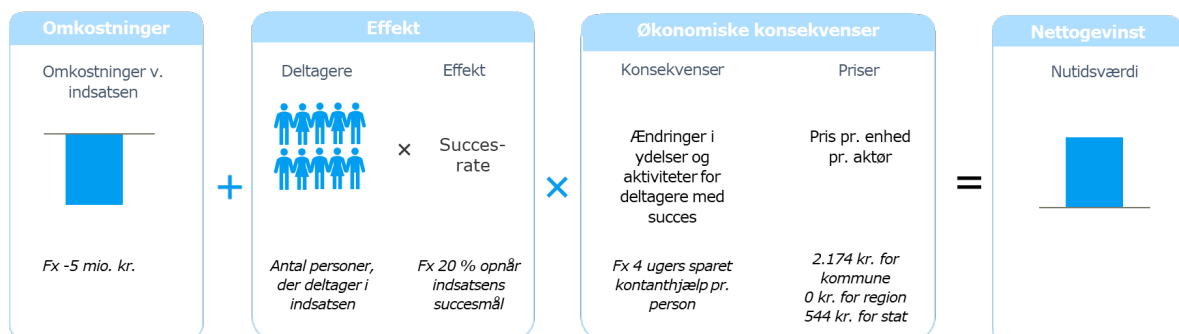 Omkostninger
Omkostninger v.
indsatsen
Fx -5 mio. kr.
+
Effekt
Deltagere
Effekt
×
Succes-
rate
Antal personer,
der deltager i
indsatsen
Fx 20 % opnår
indsatsens
succesmål
×
Økonomiske konsekvenser
Konsekvenser
Priser
Ændringer i
ydelser og
aktiviteter for
deltagere med
succes
Pris pr. enhed
pr. aktør
Fx 4 ugers sparet
kontanthjælp pr.
person
2.174 kr. for
kommune
0 kr. for region
544 kr. for stat
=
Nettogevinst
Nutidsværdi